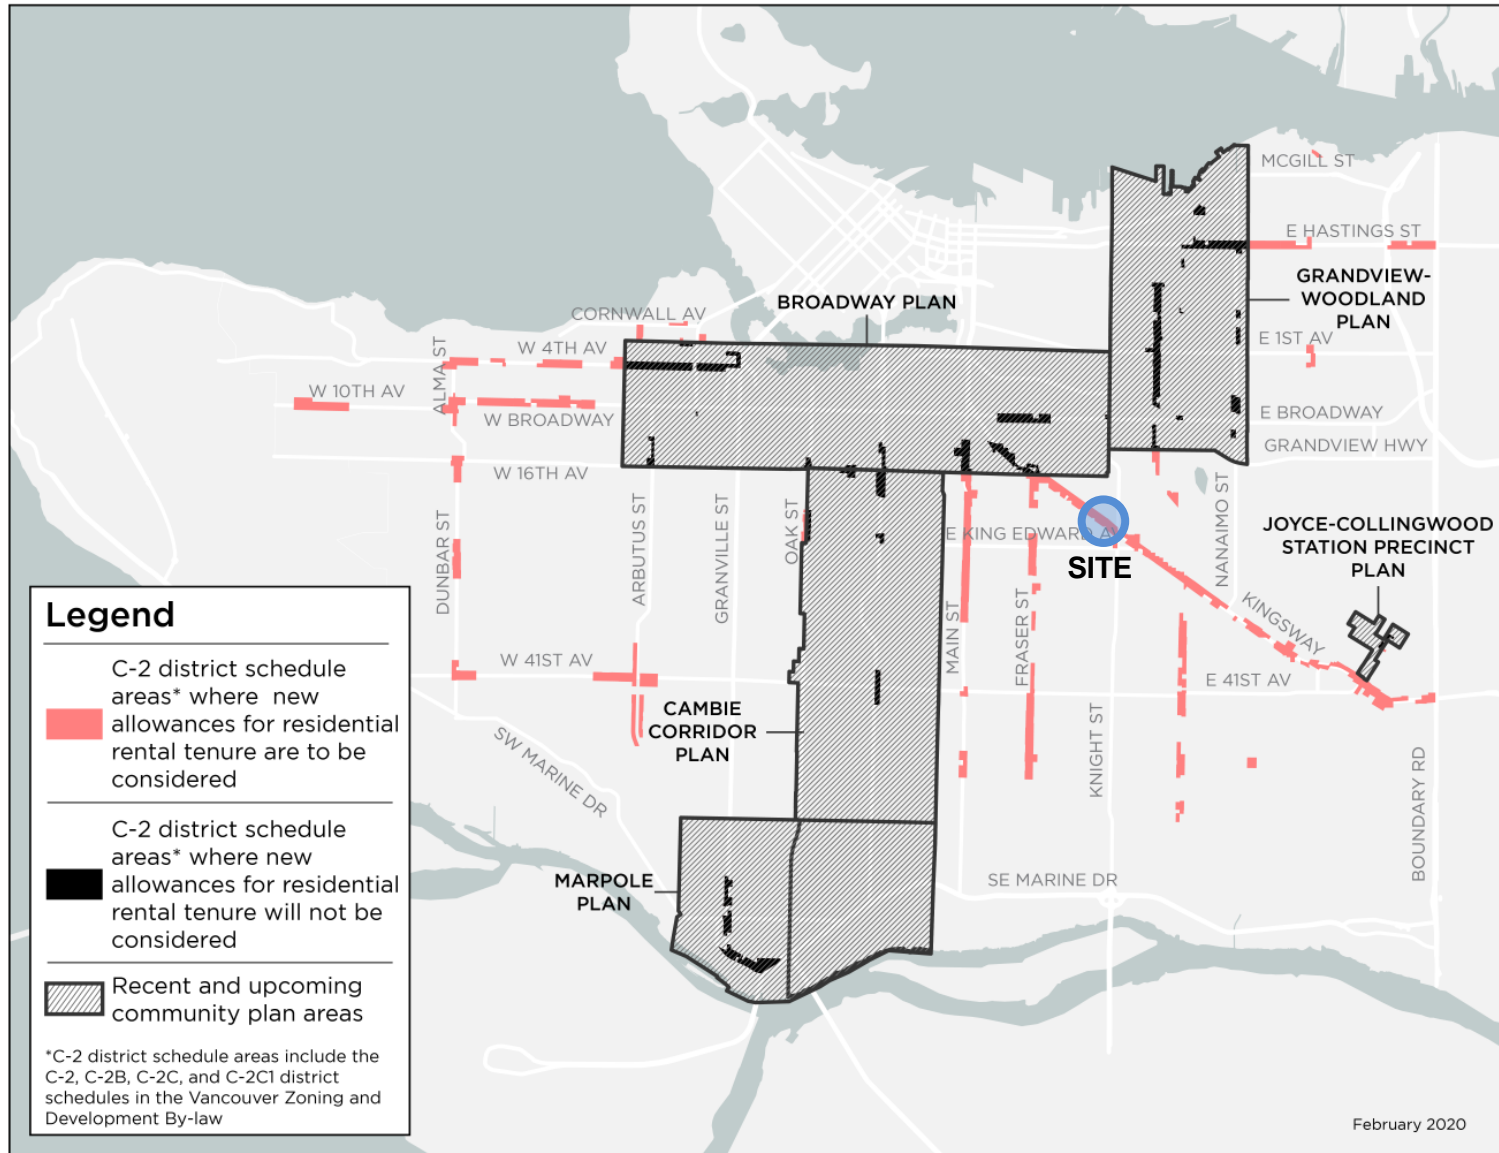 MCGILL ST
E HASTINGS ST
GRANDVIEW-
WOODLAND
PLAN
BROADWAY PLAN
CORNWALL AV
W 4TH AV
ALMA ST
E 1ST AV
W 10TH AV
W BROADWAY
E BROADWAY
GRANDVIEW HWY
W 16TH AV
NANAIMO ST
DUNBAR ST
ARBUTUS ST
GRANVILLE ST
OAK ST
E KING EDWARD AV
SITE
JOYCE-COLLINGWOOD
STATION PRECINCT
PLAN
MAIN ST
FRASER ST
KINGSWAY
W 41ST AV
E 41ST AV
CAMBIE
CORRIDOR
PLAN
KNIGHT ST
SW MARINE DR
BOUNDARY RD
MARPOLE
PLAN
SE MARINE DR
Legend
C-2 district schedule
areas* where new
allowances for residential
rental tenure are to be
considered
C-2 district schedule
areas* where new
allowances for residential
rental tenure will not be
considered
Recent and upcoming
community plan areas
*C-2 district schedule areas include the
C-2, C-2B, C-2C, and C-2C1 district
schedules in the Vancouver Zoning and
Development By-law
February 2020